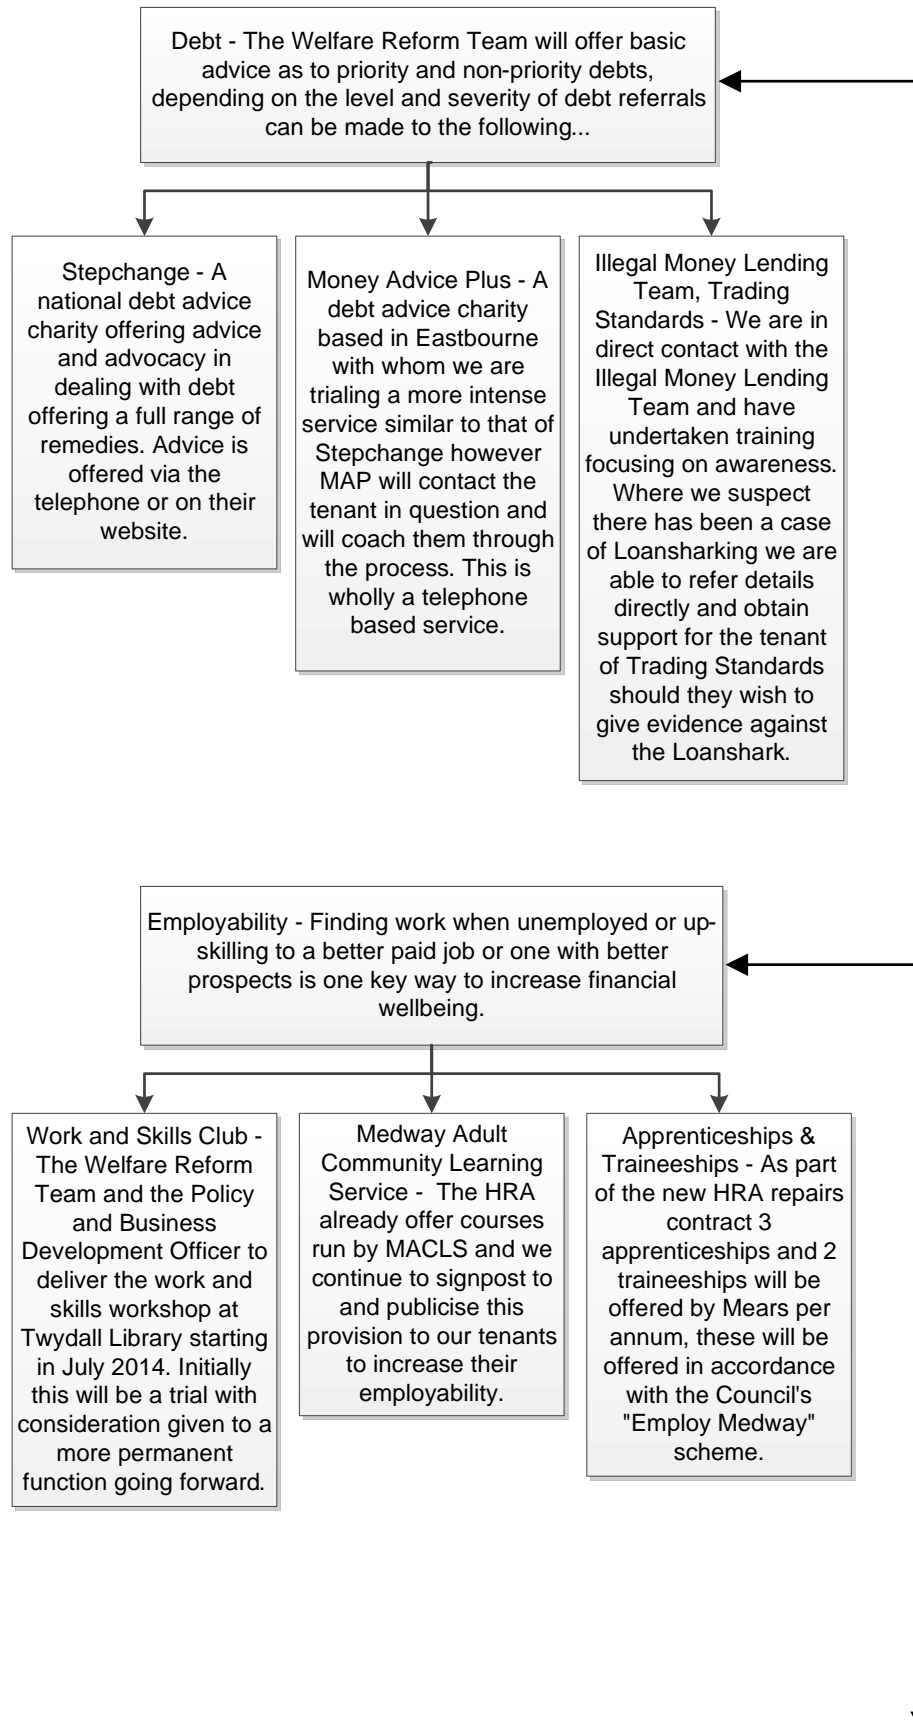 Debt - The Welfare Reform Team will offer basic
advice as to priority and non-priority debts,
depending on the level and severity of debt referrals
can be made to the following...
Stepchange - A
national debt advice
charity offering advice
and advocacy in
dealing with debt
offering a full range of
remedies. Advice is
offered via the
telephone or on their
website.
Money Advice Plus - A
debt advice charity
based in Eastbourne
with whom we are
trialing a more intense
service similar to that of
Stepchange however
MAP will contact the
tenant in question and
will coach them through
the process. This is
wholly a telephone
based service.
Illegal Money Lending
Team, Trading
Standards - We are in
direct contact with the
Illegal Money Lending
Team and have
undertaken training
focusing on awareness.
Where we suspect
there has been a case
of Loansharking we are
able to refer details
directly and obtain
support for the tenant
of Trading Standards
should they wish to
give evidence against
the Loanshark.
Employability - Finding work when unemployed or up-
skilling to a better paid job or one with better
prospects is one key way to increase financial
wellbeing.
Work and Skills Club -
The Welfare Reform
Team and the Policy
and Business
Development Officer to
deliver the work and
skills workshop at
Twydall Library starting
in July 2014. Initially
this will be a trial with
consideration given to a
more permanent
function going forward.
Medway Adult
Community Learning
Service -  The HRA
already offer courses
run by MACLS and we
continue to signpost to
and publicise this
provision to our tenants
to increase their
employability.
Apprenticeships &
Traineeships - As part
of the new HRA repairs
contract 3
apprenticeships and 2
traineeships will be
offered by Mears per
annum, these will be
offered in accordance
with the Council's
"Employ Medway"
scheme.